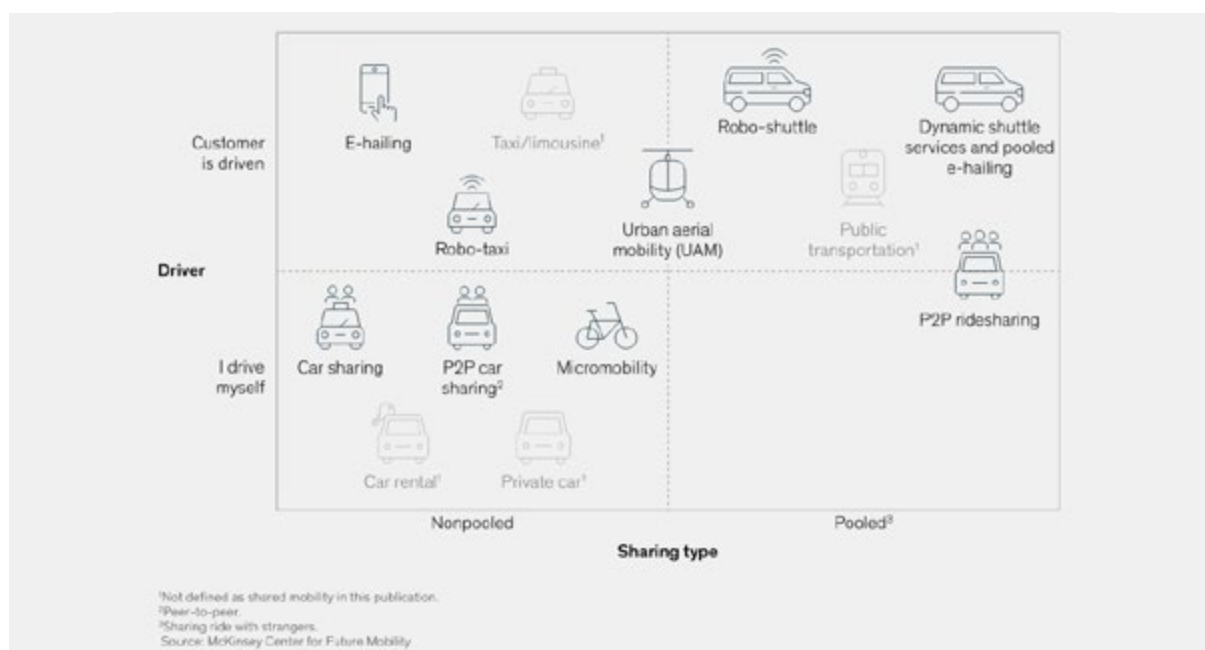 Customer
is driven
E-hailing
Taxi/limousine¹
Robo-shuttle
Dynamic shuttle
services and pooled
e-hailing
Robo-taxi
Urban aerial
mobility (UAM)
Public
transportation¹
Driver
P2P ridesharing
I drive
myself
Car sharing
P2P car
sharing²
Micromobility
Car rental¹
Private car¹
Nonpooled
Pooled³
Sharing type
¹Not defined as shared mobility in this publication.
²Peer-to-peer.
³Sharing ride with strangers.
Source: McKinsey Center for Future Mobility